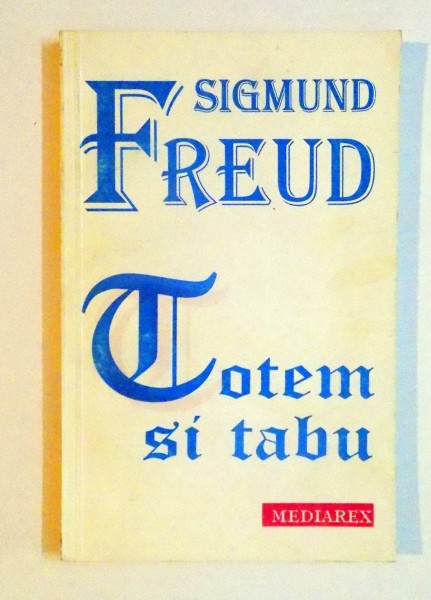 SIGMUND
FREUD
Totem
si tabu
MEDIAREX